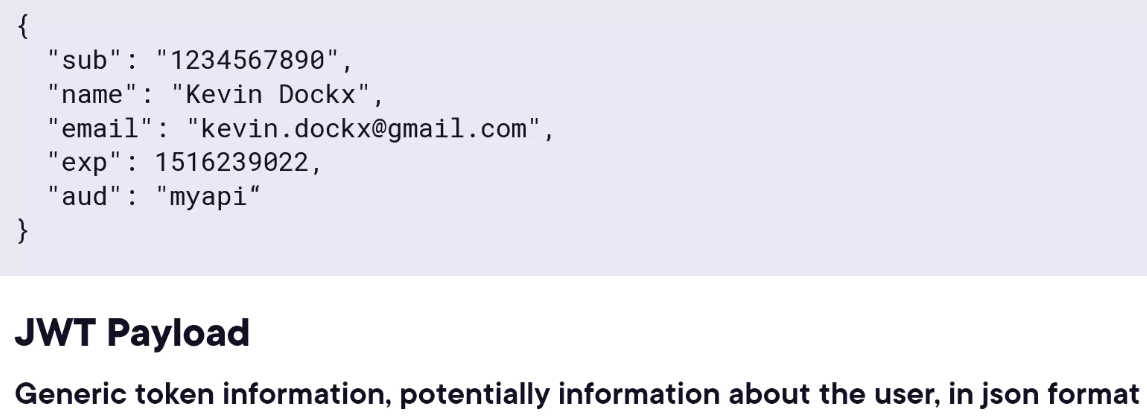 {
"sub": "1234567890",
"name": "Kevin Dockx",
"email": "kevin.dockx@gmail.com",
"exp": 1516239022,
"aud": "myapi“
}
JWT Payload
Generic token information, potentially information about the user, in json format